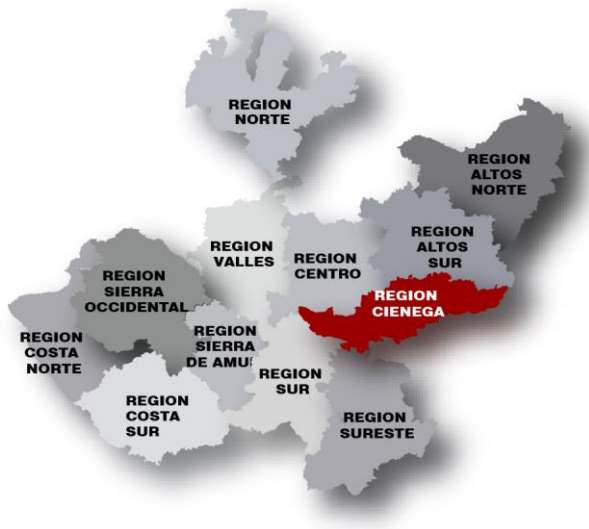 REGION
NORTE
REGION
ALTOS
NORTE
REGION
ALTOS
SUR
REGION
VALLES
REGION
CENTRO
REGION
SIERRA
OCCIDENTAL
REGION
CIENEGA
REGION
COSTA
NORTE
REGION
SIERRA
DE AMU
REGION
SUR
REGION
COSTA
SUR
REGION
SURESTE